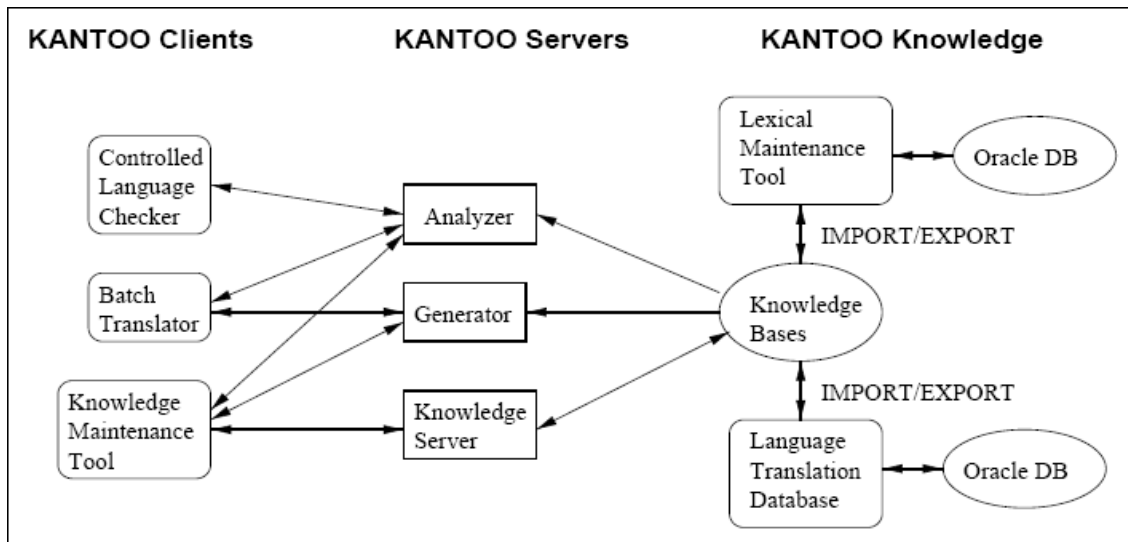 KANTOO Clients
KANTOO Servers
KANTOO Knowledge
Controlled
Language
Checker
Batch
Translator
Knowledge
Maintenance
Tool
Analyzer
Generator
Knowledge
Server
Lexical
Maintenance
Tool
Oracle DB
IMPORT/EXPORT
Knowledge
Bases
IMPORT/EXPORT
Language
Translation
Database
Oracle DB